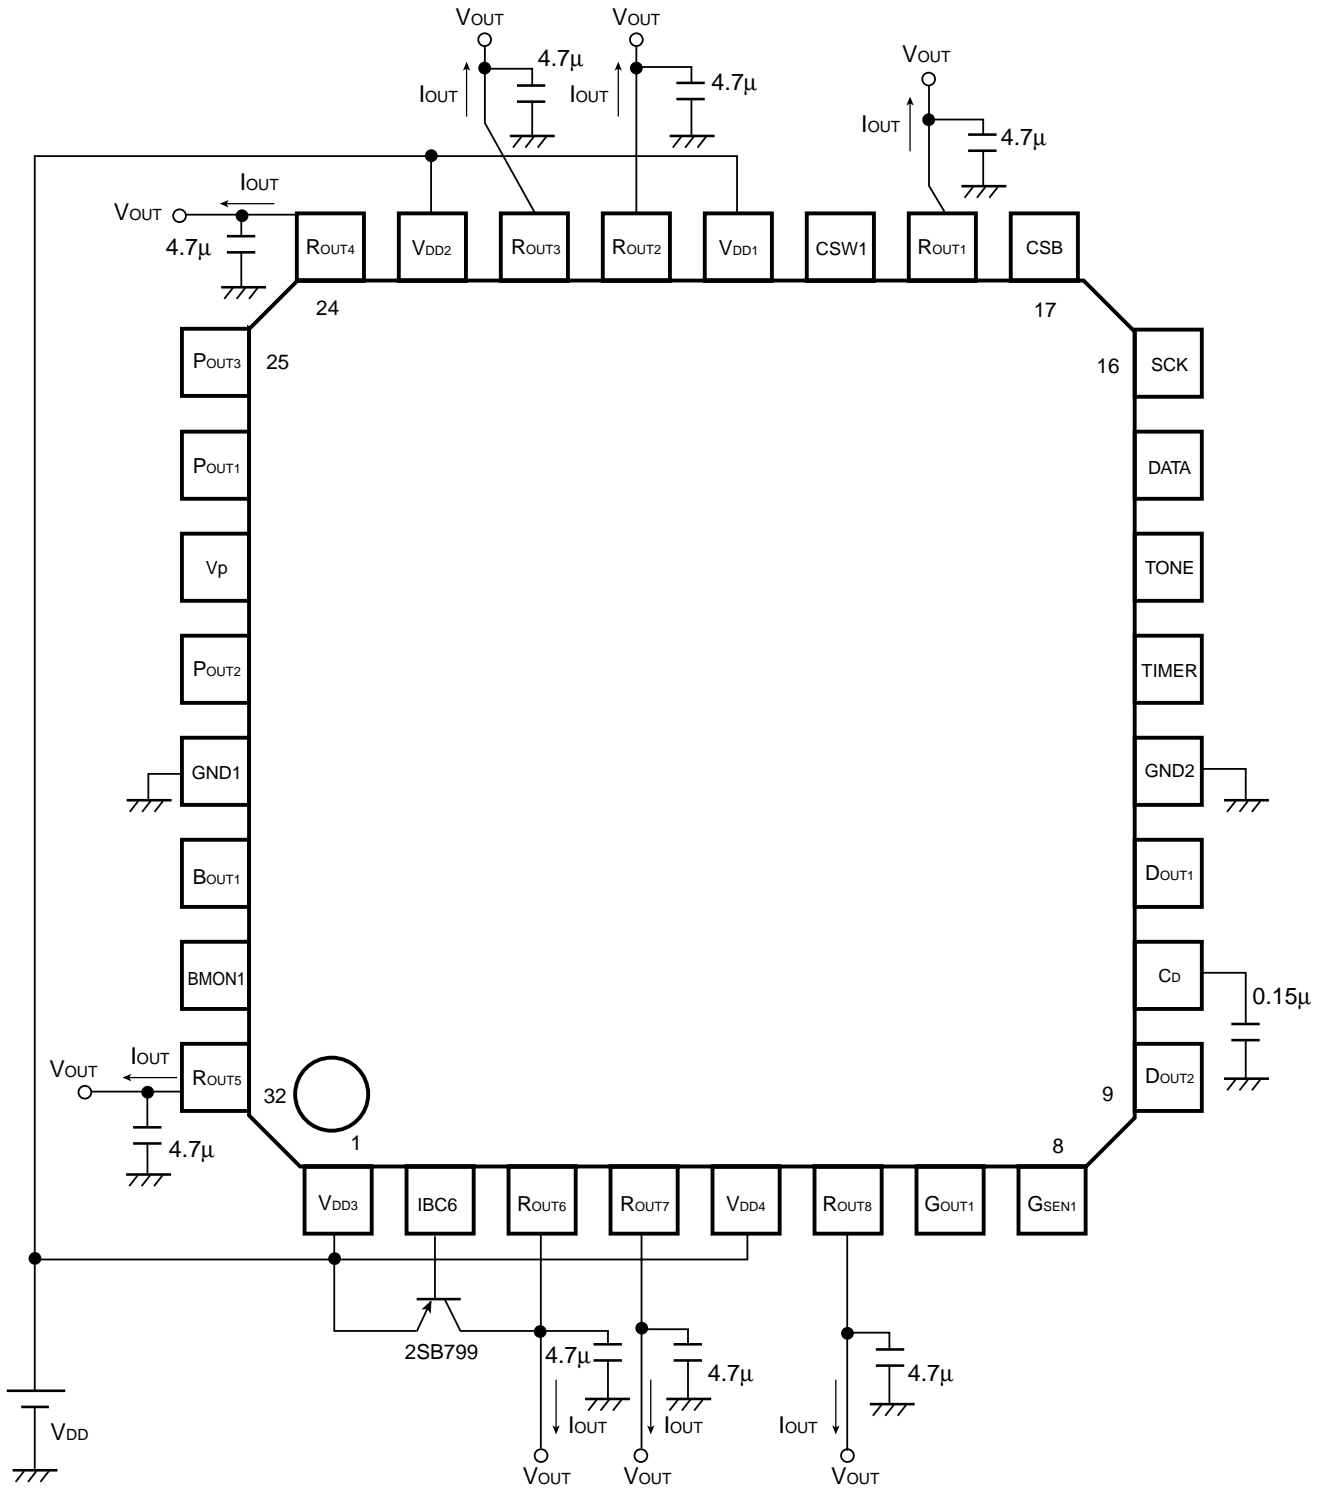 VOUT
VOUT
VOUT
4.7μ
4.7μ
4.7μ
IOUT
IOUT
IOUT
IOUT
VOUT
4.7μ
ROUT4
VDD2
ROUT3
ROUT2
VDD1
CSW1
ROUT1
CSB
24
17
POUT3
25
16
SCK
POUT1
DATA
Vp
TONE
POUT2
TIMER
GND1
GND2
BOUT1
DOUT1
BMON1
CD
0.15μ
VOUT
IOUT
ROUT5
32
9
DOUT2
4.7μ
1
8
VDD3
IBC6
ROUT6
ROUT7
VDD4
ROUT8
GOUT1
GSEN1
2SB799
4.7μ
4.7μ
4.7μ
VDD
IOUT
IOUT
IOUT
VOUT
VOUT
VOUT